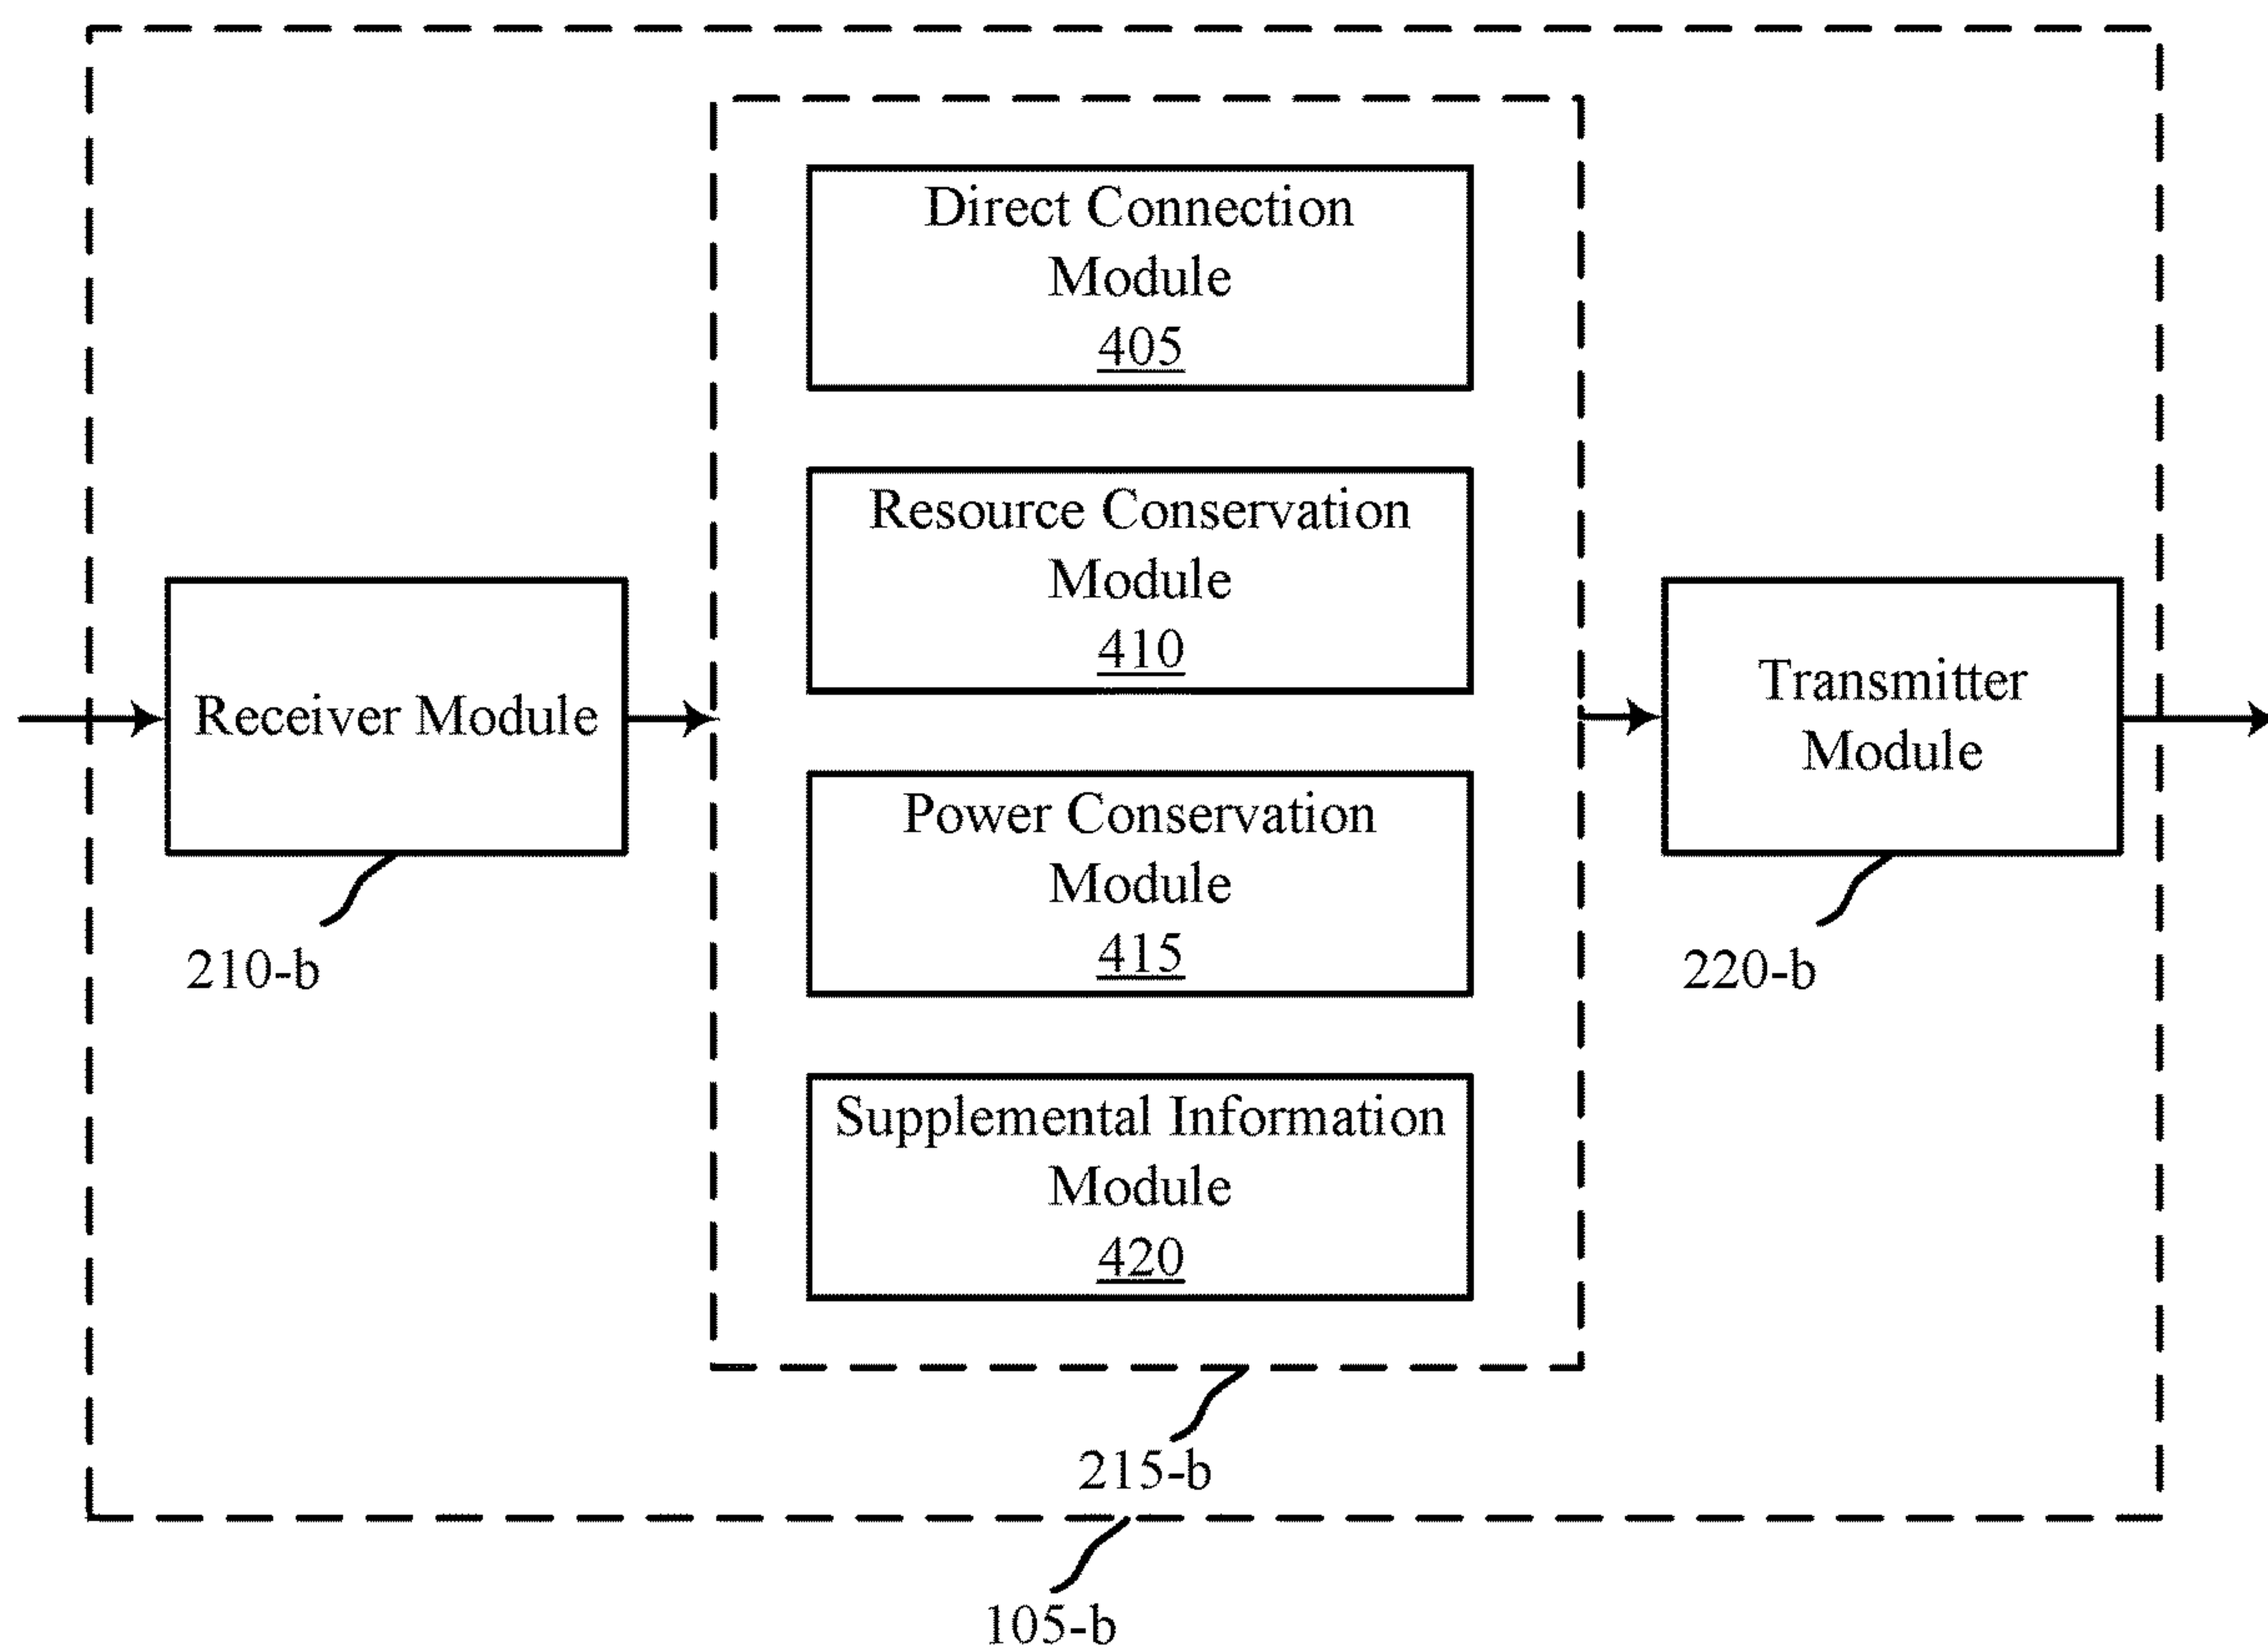 Direct Connection
Module
405
Resource Conservation
Module
410
Receiver Module
210-b
Power Conservation
Module
415
Supplemental Information
Module
420
Transmitter
Module
220-b
215-b
105-b